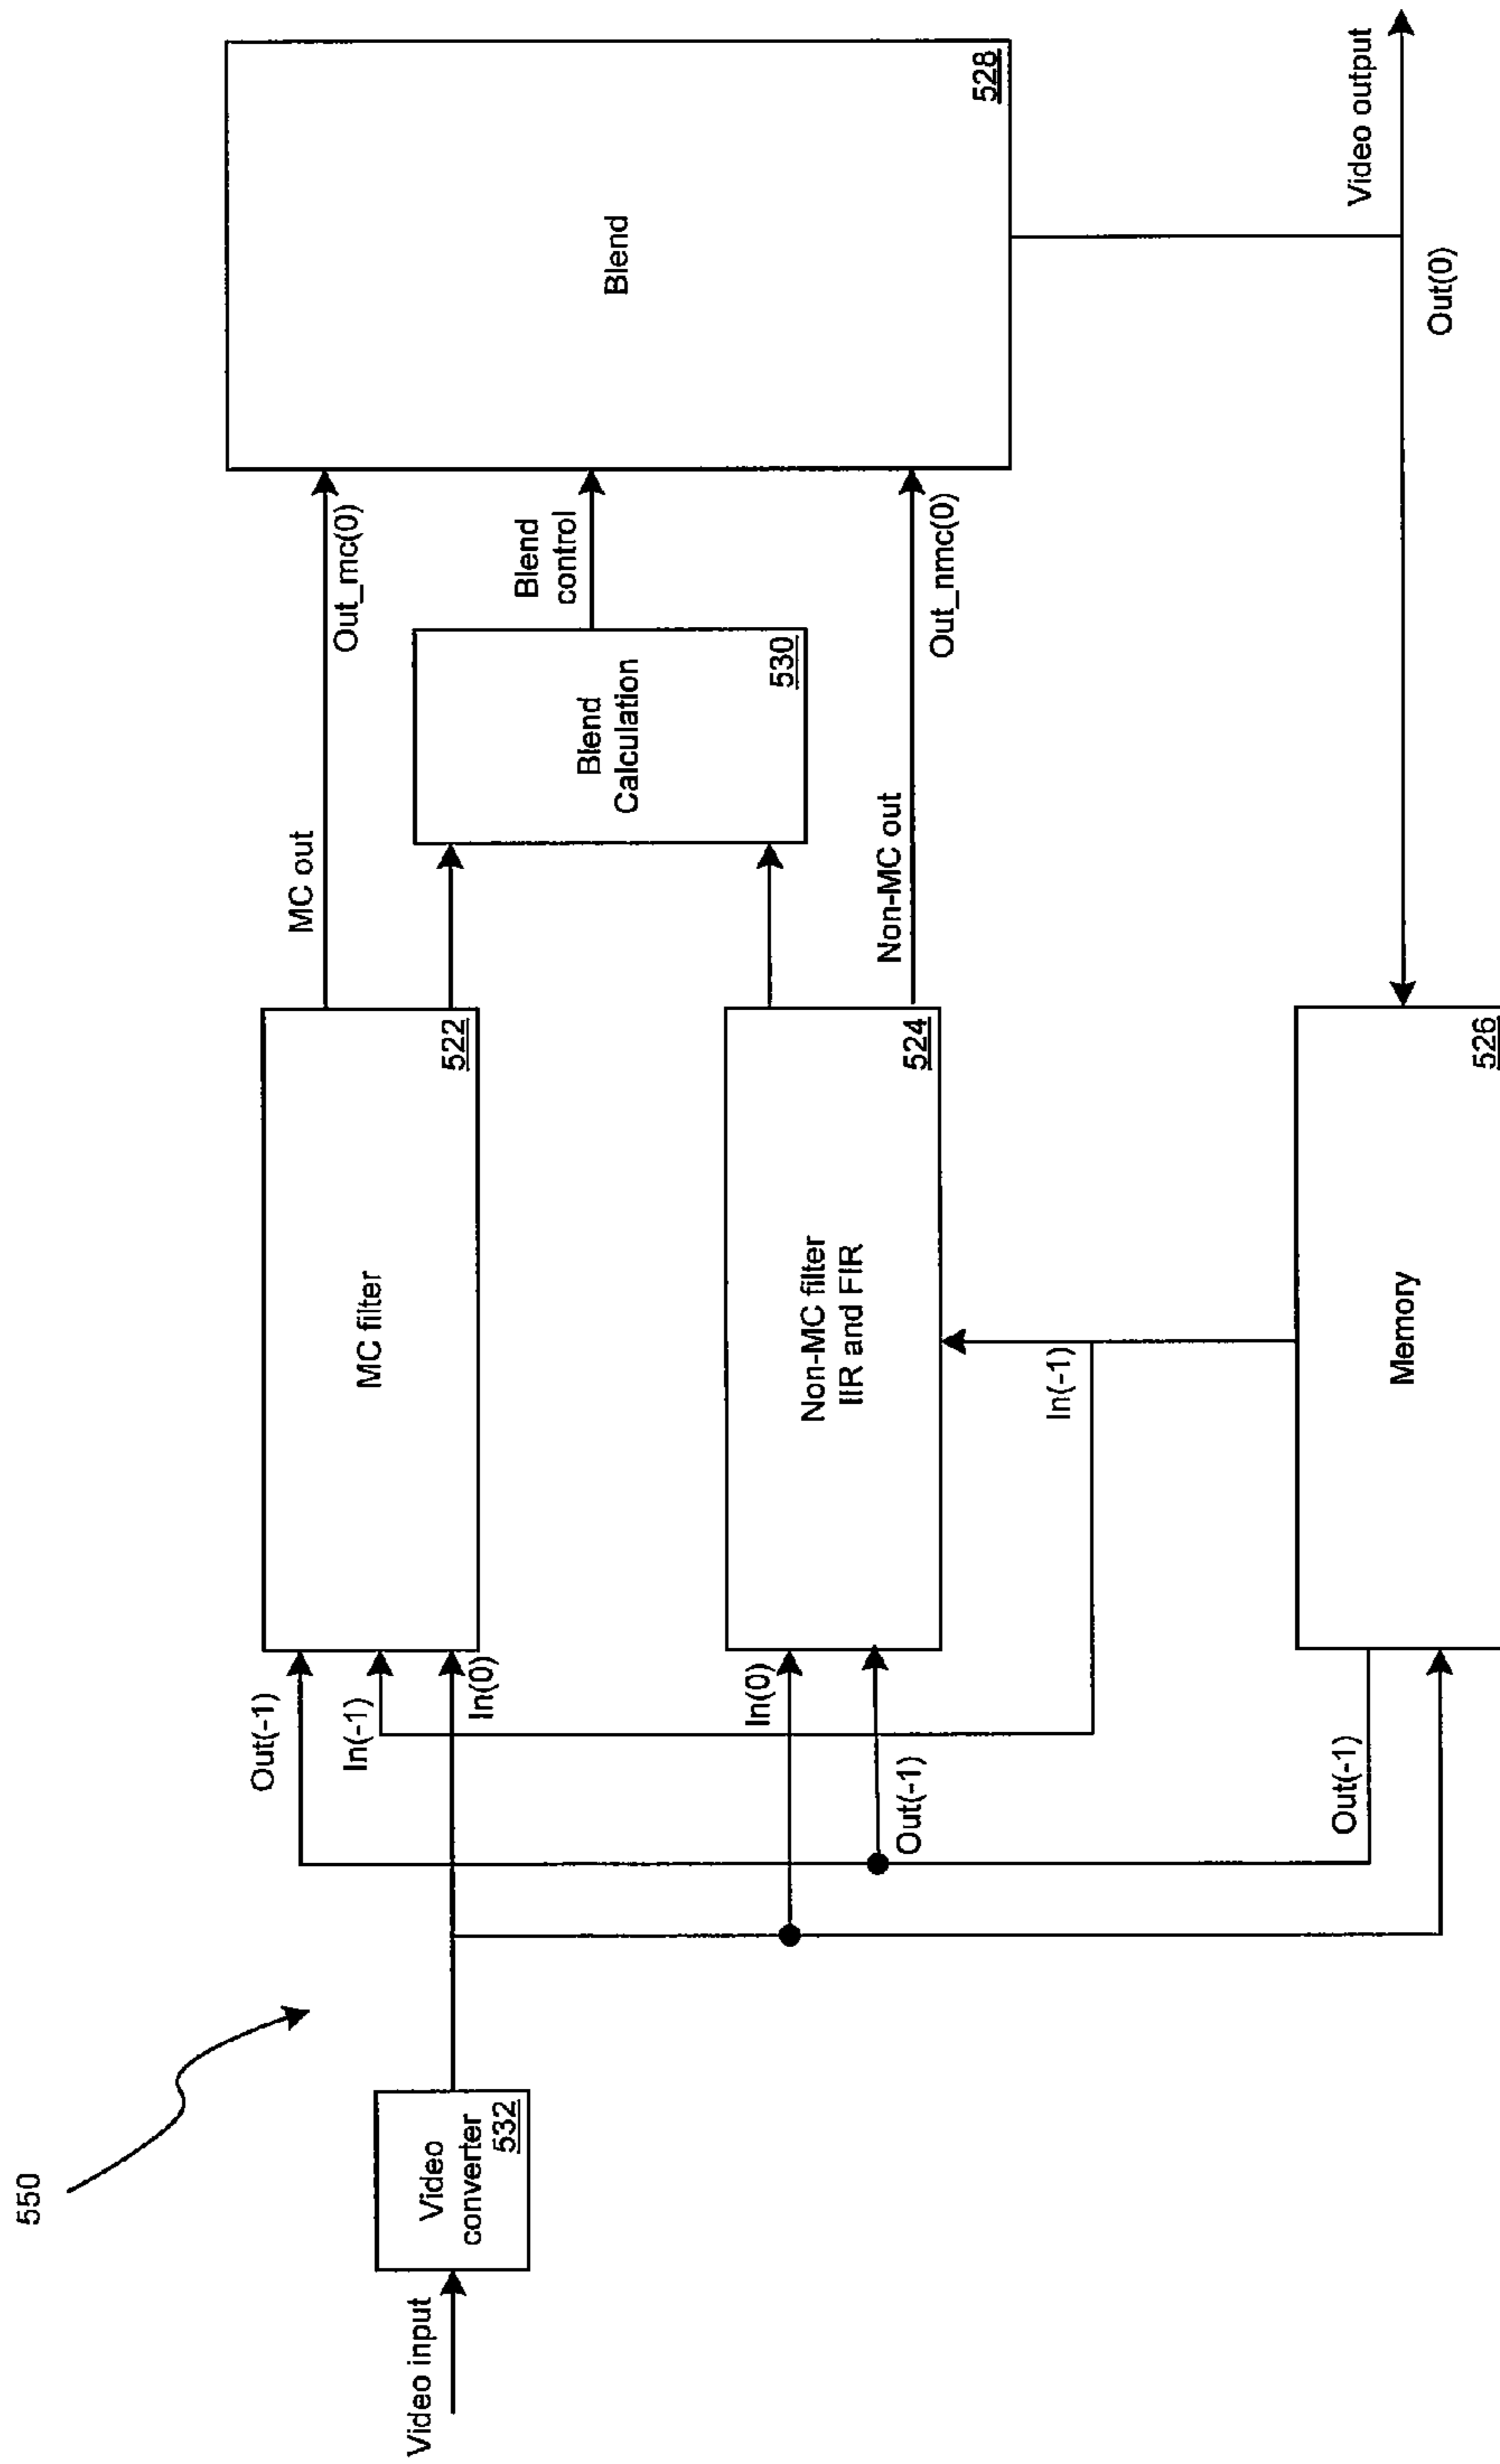 550
Video input
Video
converter
532
Out(-1)
In(-1)
In(0)
MC filter
522
MC out
Out_mc(0)
In(0)
Out(-1)
Non-MC filter
IIR and FIR
524
In(-1)
Non-MC out
Out_nmc(0)
Blend
Calculation
530
Blend
control
Blend
528
Out(-1)
Memory
526
Video output
Out(0)